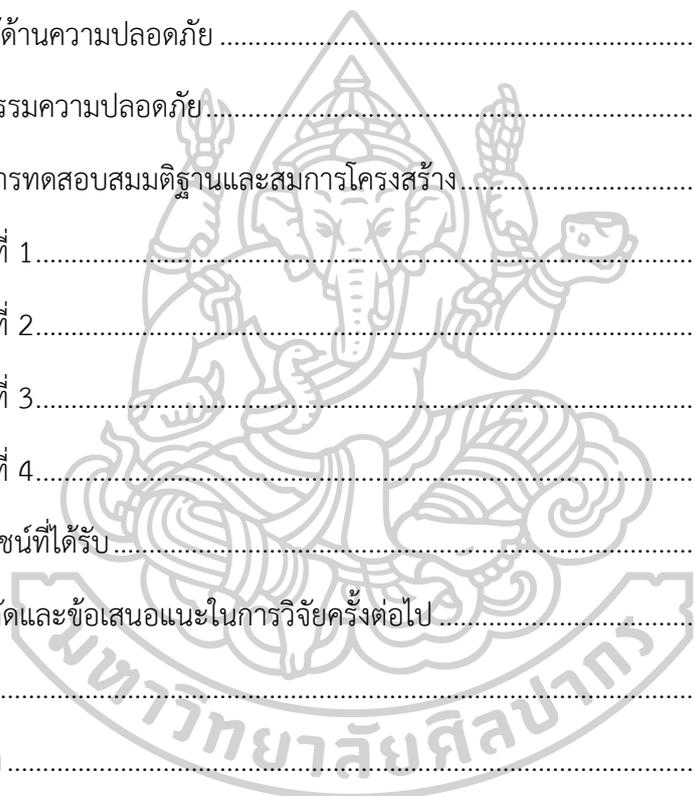 ด้านความปลอดภัย ........................................
รรมความปลอดภัย ........................................
ารทดสอบสมมติฐานและสมการโครงสร้าง ........................................
ที่ 1 ........................................
ที่ 2 ........................................
ที่ 3 ........................................
ที่ 4 ........................................
ชน์ที่ได้รับ ........................................
ัดและข้อเสนอแนะในการวิจัยครั้งต่อไป ........................................
มหาวิทยาลัยศิลปากร